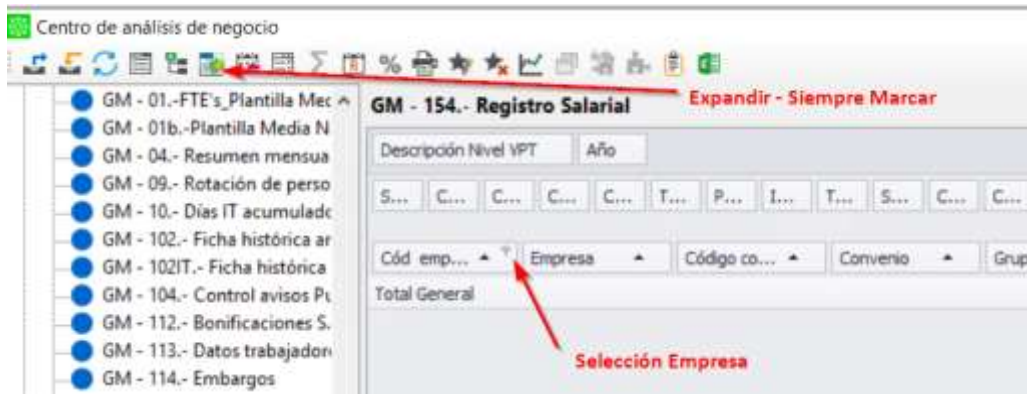 Centro de análisis de negocio
GM - 01.-FTE's_Plantilla Mec
GM - 01b.-Plantilla Media N
GM - 04.- Resumen mensua
GM - 09.- Rotación de perso
GM - 10.- Días IT acumulado
GM - 102.- Ficha histórica ar
GM - 102IT.- Ficha histórica
GM - 104.- Control avisos Pu
GM - 112.- Bonificaciones S.
GM - 113.- Datos trabajador
GM - 114.- Embargos
GM - 154.- Registro Salarial
Expandir - Siempre Marcar
Descripción Nivel VPT Año
S... C... C... C... C... T... P... I... T... S... C... C...
Cód emp... Empresa Código co... Convenio Grup
Total General
Selección Empresa